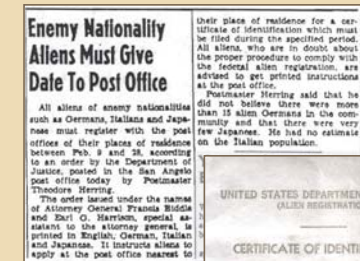 Enemy Nationality
Aliens Must Give
Date To Post Office
All aliens of enemy nationalities
such as Germans, Italians and Japa-
nese must register with the post
offices of their places of residence
between Feb. 9 and 28, according
to an order by the Department of
Justice, posted in the San Angelo
post office today by Postmaster
Theodore Herring.
The order issued under the names
of Attorney General Francis Biddle
and Earl G. Harrison, special as-
sistant to the attorney general, is
printed in English, German, Italian
and Japanese. It instructs aliens to
apply at the post office nearest to
their place of residence for a cer-
tificate of identification which must
be filed during the specified period.
All aliens, who are in doubt about
the proper procedure to comply with
the federal alien registration, are
advised to get printed instructions
at the post office.
Postmaster Herring said that he
did not believe there were more
than 15 alien Germans in the com-
munity and that there were very
few Japanese. He had no estimate
on the Italian population.
UNITED STATES DEPARTMEN
(ALIEN REGISTRATIO
CERTIFICATE OF IDENTI